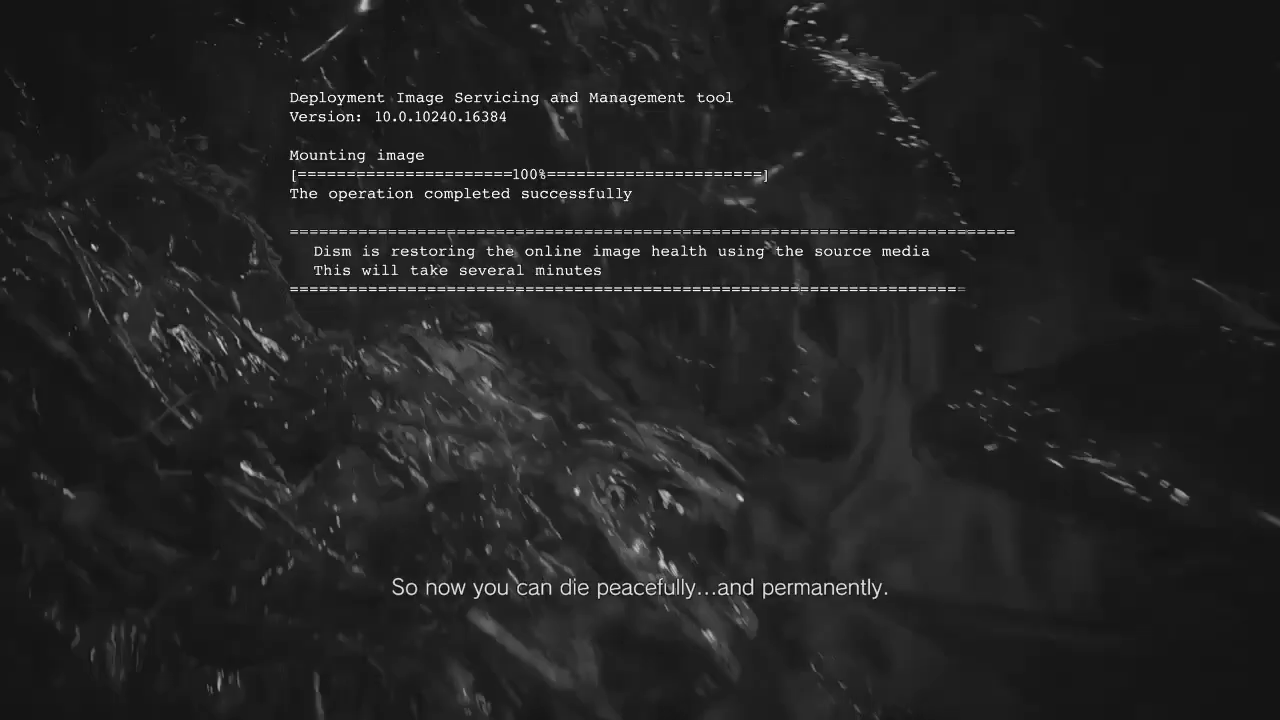 Deployment Image Servicing and Management tool
Version: 10.0.10240.16384
Mounting image
[======================100%======================]
The operation completed successfully
===========================================================================
Dism is restoring the online image health using the source media
This will take several minutes
======================================================================
So now you can die peacefully...and permanently.